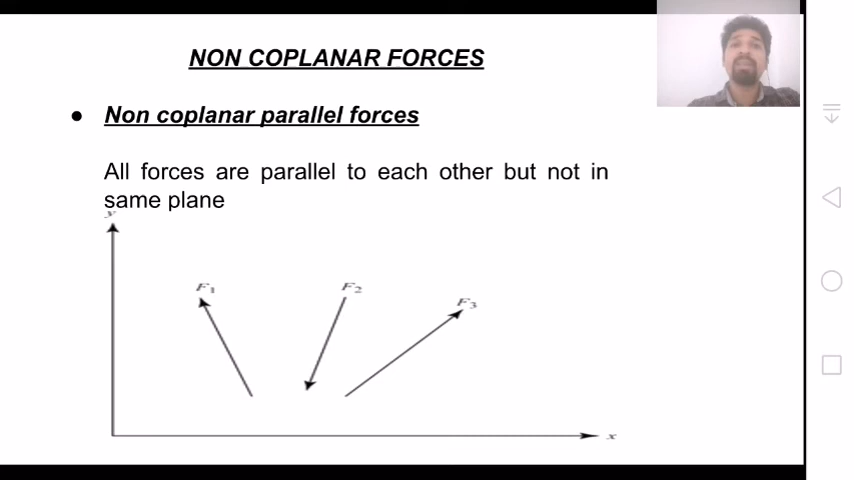 NON COPLANAR FORCES
● Non coplanar parallel forces
All forces are parallel to each other but not in
same plane
y
F₁
F₂
F₃
x